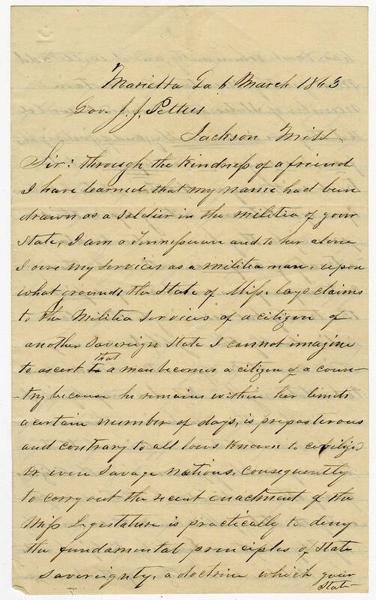 Marietta Ga 6 March 1863
Gov. J. J. Pettus
Jackson Miss.
Sir: through the kindness of a friend
I have learned that my name had been
drawn as a soldier in the militia of your
State, I am a Tennessean and to her alone
I owe my services as a militia man, upon
what grounds the State of Miss. lays claims
to the Militia services of a citizen of
another Sovereign State I cannot imagine
to assert that a man becomes a citizen of a coun-
-try because he remains within her limits
a certain number of days, is preposterous
and contrary to all laws known to civilized
or even Savage nations, consequently
to carry out the recent enactment of the
Miss Legislature is practically to deny
the fundamental principles of State
Sovereignty, a doctrine which your
State